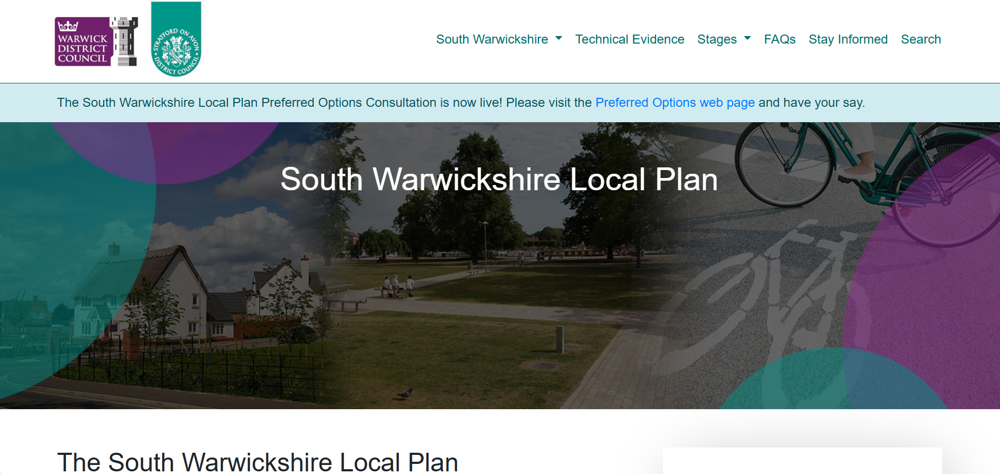 WARWICK
DISTRICT
COUNCIL
STRATFORD ON AVON
DISTRICT COUNCIL
South Warwickshire
Technical Evidence
Stages
FAQs
Stay Informed
Search
The South Warwickshire Local Plan Preferred Options Consultation is now live! Please visit the Preferred Options web page and have your say.
South Warwickshire Local Plan
The South Warwickshire Local Plan